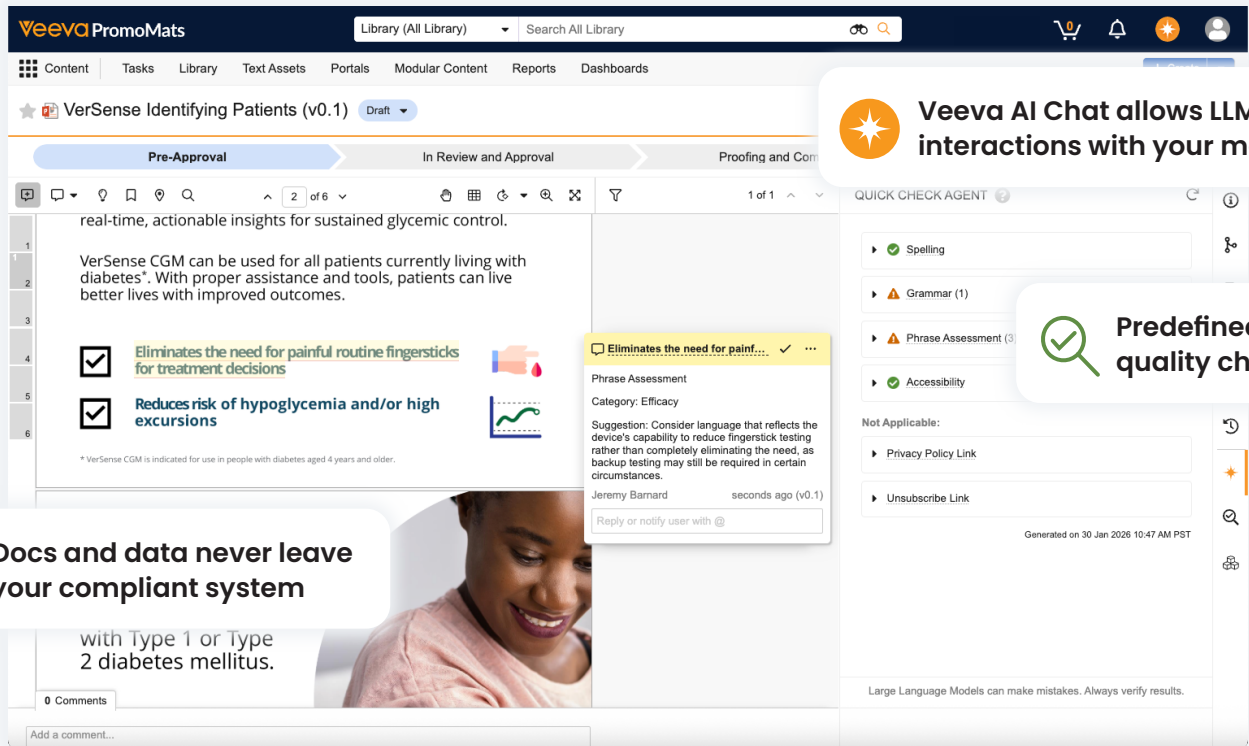 Veeva PromoMats
Library (All Library)
Search All Library
0
Content
Tasks
Library
Text Assets
Portals
Modular Content
Reports
Dashboards
VerSense Identifying Patients (v0.1)
Draft
Veeva AI Chat allows LLM
interactions with your m
Pre-Approval
In Review and Approval
Proofing and Com
2 of 6
1 of 1
QUICK CHECK AGENT
1
1
2
3
4
5
6
real-time, actionable insights for sustained glycemic control.
VerSense CGM can be used for all patients currently living with
diabetes*. With proper assistance and tools, patients can live
better lives with improved outcomes.
Eliminates the need for painful routine fingersticks
for treatment decisions
Reduces risk of hypoglycemia and/or high
excursions
* VerSense CGM is indicated for use in people with diabetes aged 4 years and older.
Eliminates the need for painf...
Phrase Assessment
Category: Efficacy
Suggestion: Consider language that reflects the
device's capability to reduce fingerstick testing
rather than completely eliminating the need, as
backup testing may still be required in certain
circumstances.
Jeremy Barnard
seconds ago (v0.1)
Reply or notify user with @
Spelling
Grammar (1)
Phrase Assessment (3
Accessibility
Predefined
quality ch
Not Applicable:
Privacy Policy Link
Unsubscribe Link
Generated on 30 Jan 2026 10:47 AM PST
Docs and data never leave
your compliant system
with Type 1 or Type
2 diabetes mellitus.
0 Comments
Add a comment...
Large Language Models can make mistakes. Always verify results.